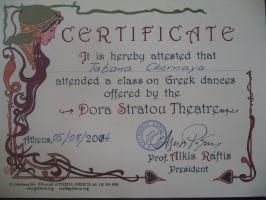 CERTIFICATE
It is hereby attested that
Tatiana Chernaya
attended a class on Greek dances
offered by the
Dora Stratou Theatre
Athens, 05/05/2004
Prof. Alkis Raftis
President